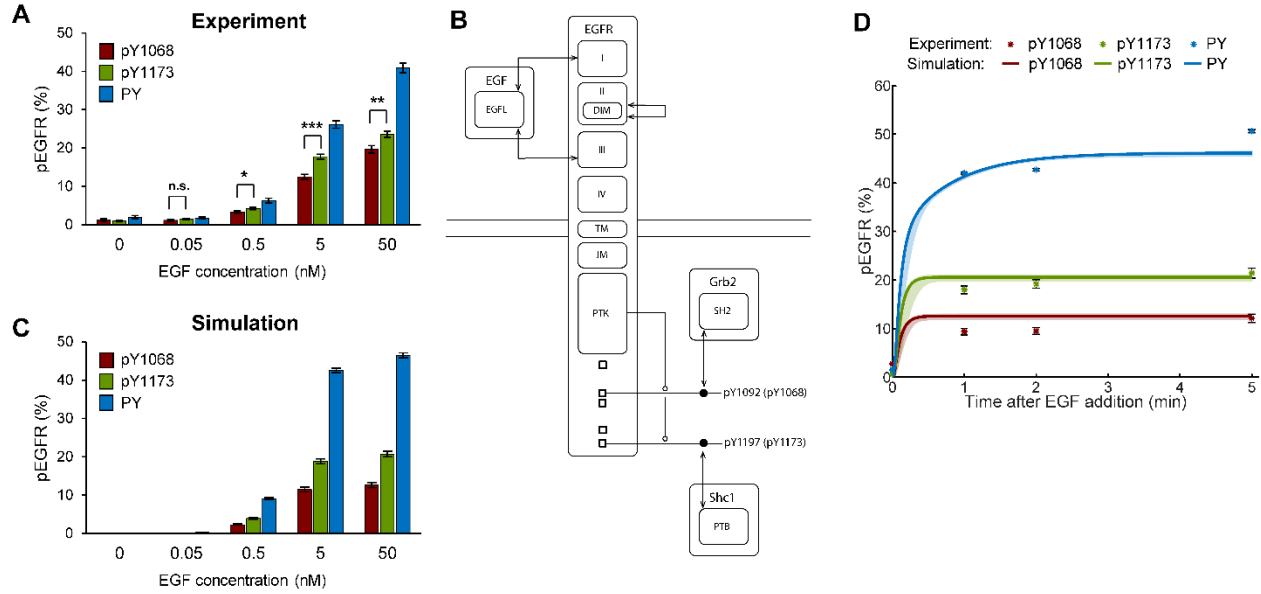 A
Experiment
pY1068
pY1173
PY
pEGFR (%)
50
40
30
20
10
0
n.s.
*
***
**
0 0.05 0.5 5 50
EGF concentration (nM)
B
EGFR
I
EGF
EGFL
II
DIM
III
IV
TM
JM
PTK
Grb2
SH2
pY1092 (pY1068)
pY1197 (pY1173)
Shc1
PTB
C
Simulation
pY1068
pY1173
PY
pEGFR (%)
50
40
30
20
10
0
0 0.05 0.5 5 50
EGF concentration (nM)
D
Experiment: pY1068 pY1173 PY
Simulation: pY1068 pY1173 PY
pEGFR (%)
60
50
40
30
20
10
0
0 1 2 3 4 5
Time after EGF addition (min)